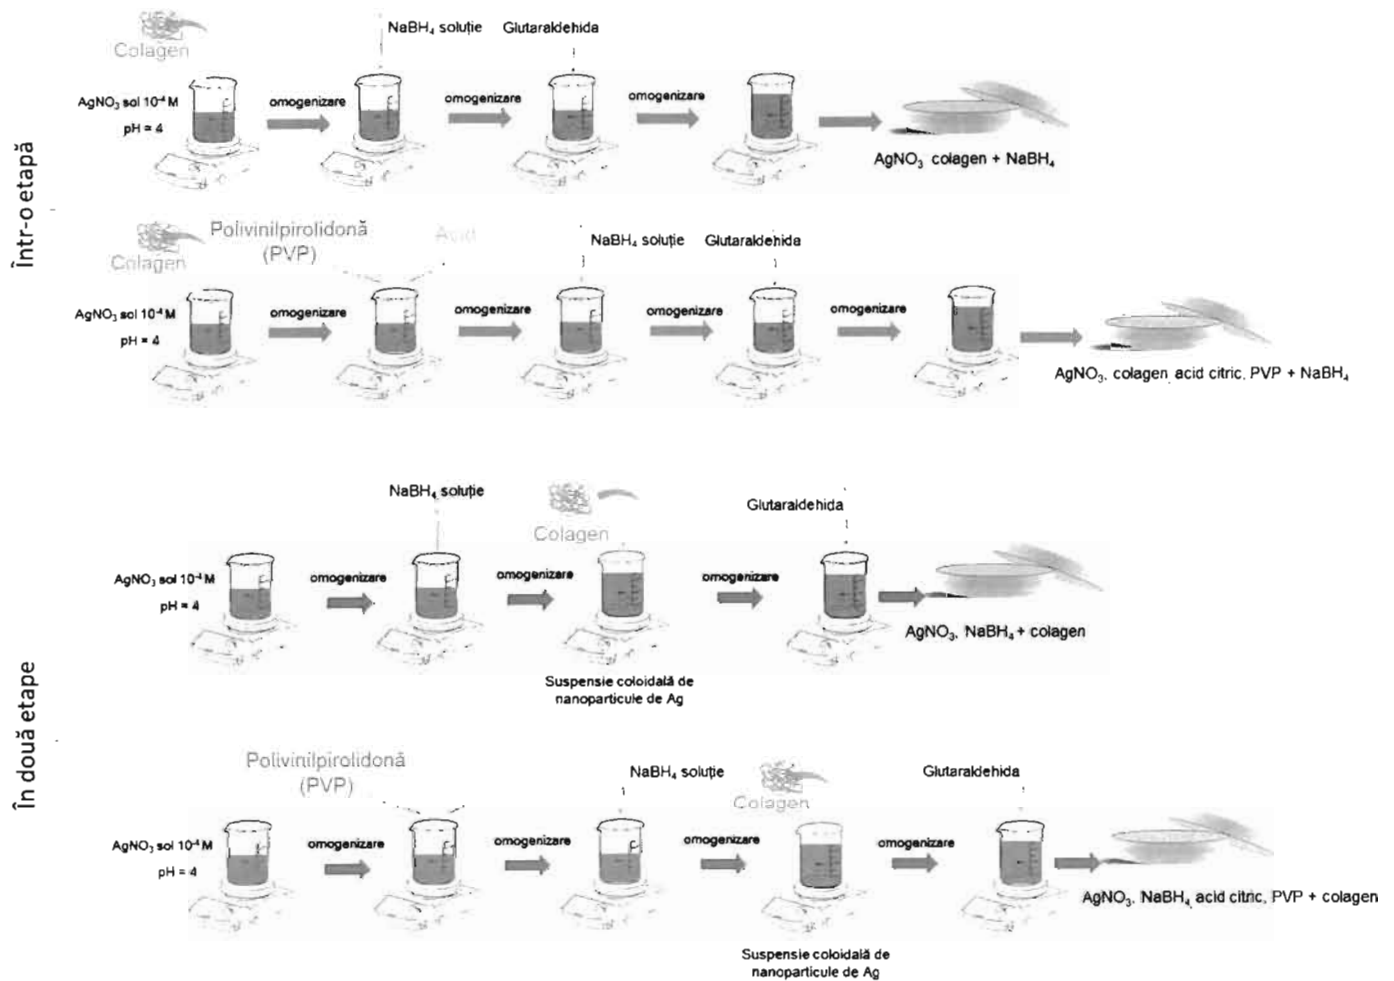 Într-o etapă
NaBH₄ soluție
Glutaraldehida
Colagen
AgNO₃ sol 10⁻⁴ M
pH = 4
omogenizare
omogenizare
omogenizare
AgNO₃ colagen + NaBH₄
Polivinilpirolidonă
(PVP)
Acid
NaBH₄ soluție
Glutaraldehida
Colagen
AgNO₃ sol 10⁻⁴ M
pH = 4
omogenizare
omogenizare
omogenizare
omogenizare
AgNO₃, colagen acid citric, PVP + NaBH₄
În două etape
NaBH₄ soluție
Colagen
Glutaraldehida
AgNO₃ sol 10⁻⁴ M
pH = 4
omogenizare
omogenizare
omogenizare
AgNO₃, NaBH₄ + colagen
Suspensie coloidală de
nanoparticule de Ag
Polivinilpirolidonă
(PVP)
NaBH₄ soluție
Colagen
Glutaraldehida
AgNO₃ sol 10⁻⁴ M
pH = 4
omogenizare
omogenizare
omogenizare
omogenizare
AgNO₃, NaBH₄ acid citric, PVP + colagen
Suspensie coloidală de
nanoparticule de Ag